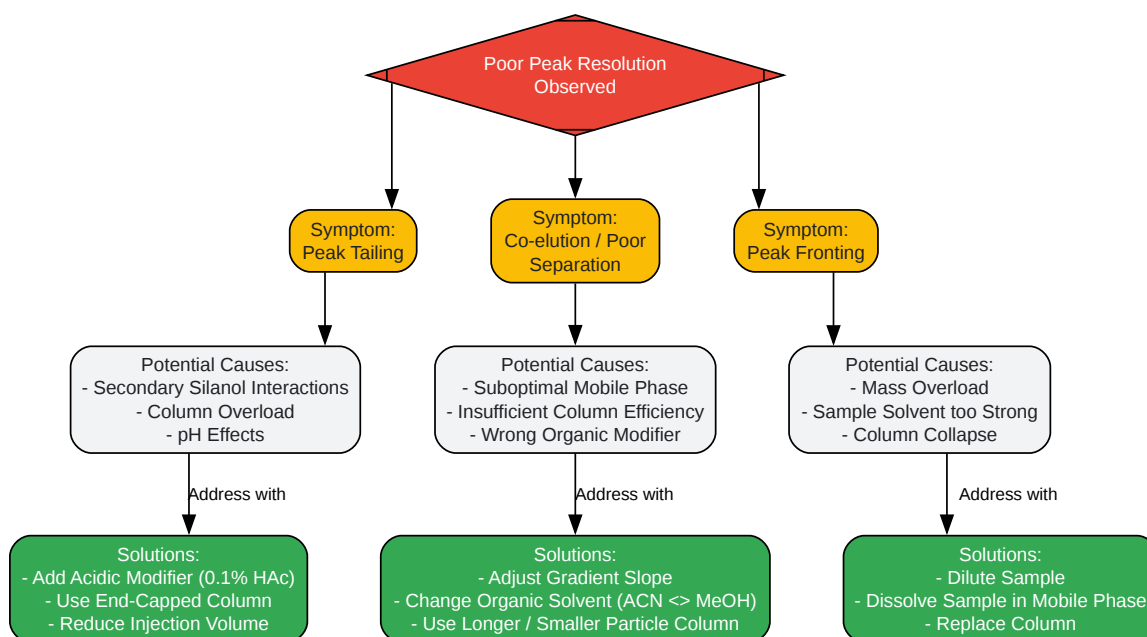 Poor Peak Resolution
Observed
Symptom:
Peak Tailing
Symptom:
Co-elution / Poor
Separation
Symptom:
Peak Fronting
Potential Causes:
- Secondary Silanol Interactions
- Column Overload
- pH Effects
Potential Causes:
- Suboptimal Mobile Phase
- Insufficient Column Efficiency
- Wrong Organic Modifier
Potential Causes:
- Mass Overload
- Sample Solvent too Strong
- Column Collapse
Address with
Address with
Address with
Solutions:
- Add Acidic Modifier (0.1% HAc)
- Use End-Capped Column
- Reduce Injection Volume
Solutions:
- Adjust Gradient Slope
- Change Organic Solvent (ACN <> MeOH)
- Use Longer / Smaller Particle Column
Solutions:
- Dilute Sample
- Dissolve Sample in Mobile Phase
- Replace Column